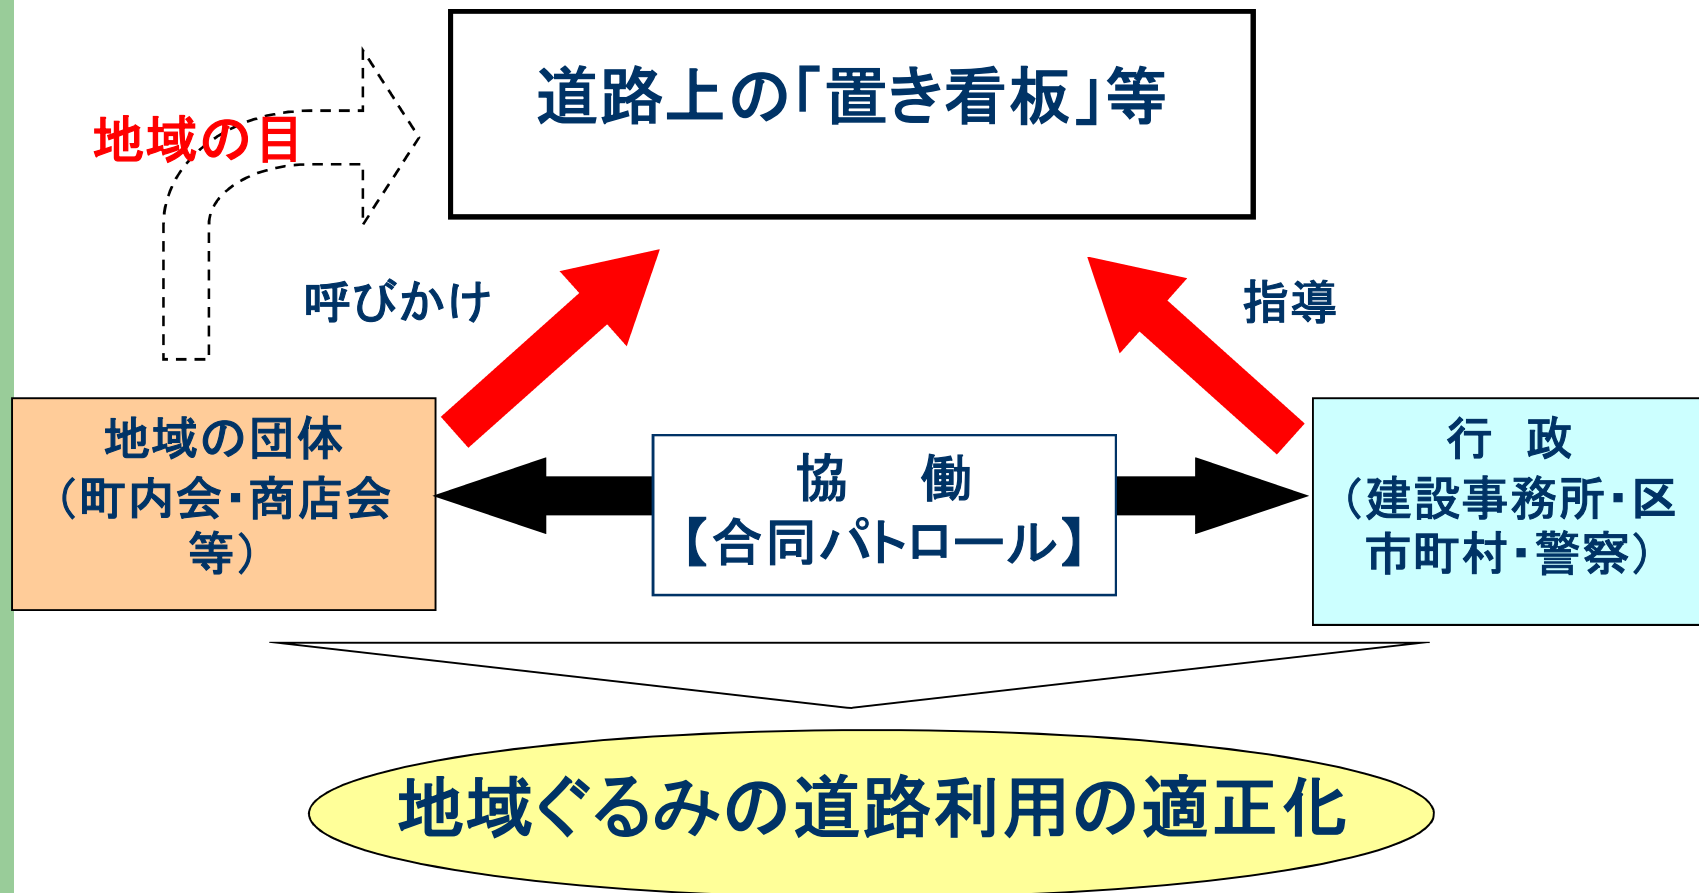 道路上の「置き看板」等
地域の目
呼びかけ
指導
地域の団体
（町内会・商店会
等）
協　働
【合同パトロール】
行　政
（建設事務所・区
市町村・警察）
地域ぐるみの道路利用の適正化